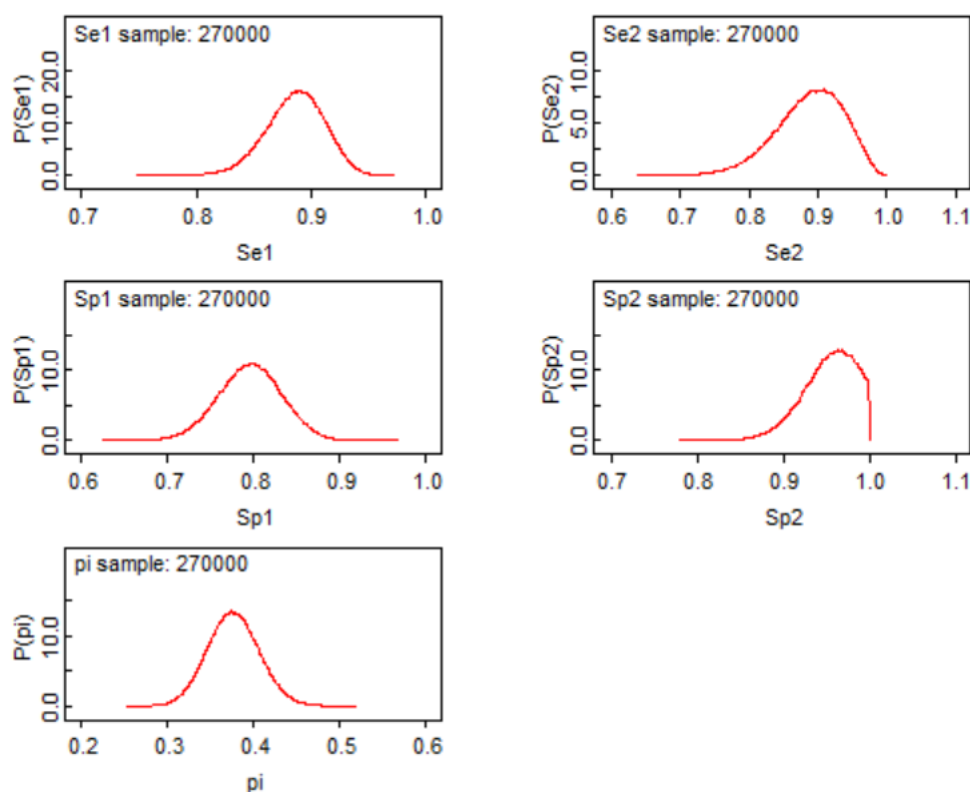 Se1 sample: 270000
P(Se1)
0.0 10.0 20.0
0.7 0.8 0.9 1.0
Se1
Se2 sample: 270000
P(Se2)
0.0 5.0 10.0
0.6 0.7 0.8 0.9 1.0 1.1
Se2
Sp1 sample: 270000
P(Sp1)
0.0 10.0
0.6 0.7 0.8 0.9 1.0
Sp1
Sp2 sample: 270000
P(Sp2)
0.0 10.0
0.7 0.8 0.9 1.0 1.1
Sp2
pi sample: 270000
P(pi)
0.0 10.0
0.2 0.3 0.4 0.5 0.6
pi